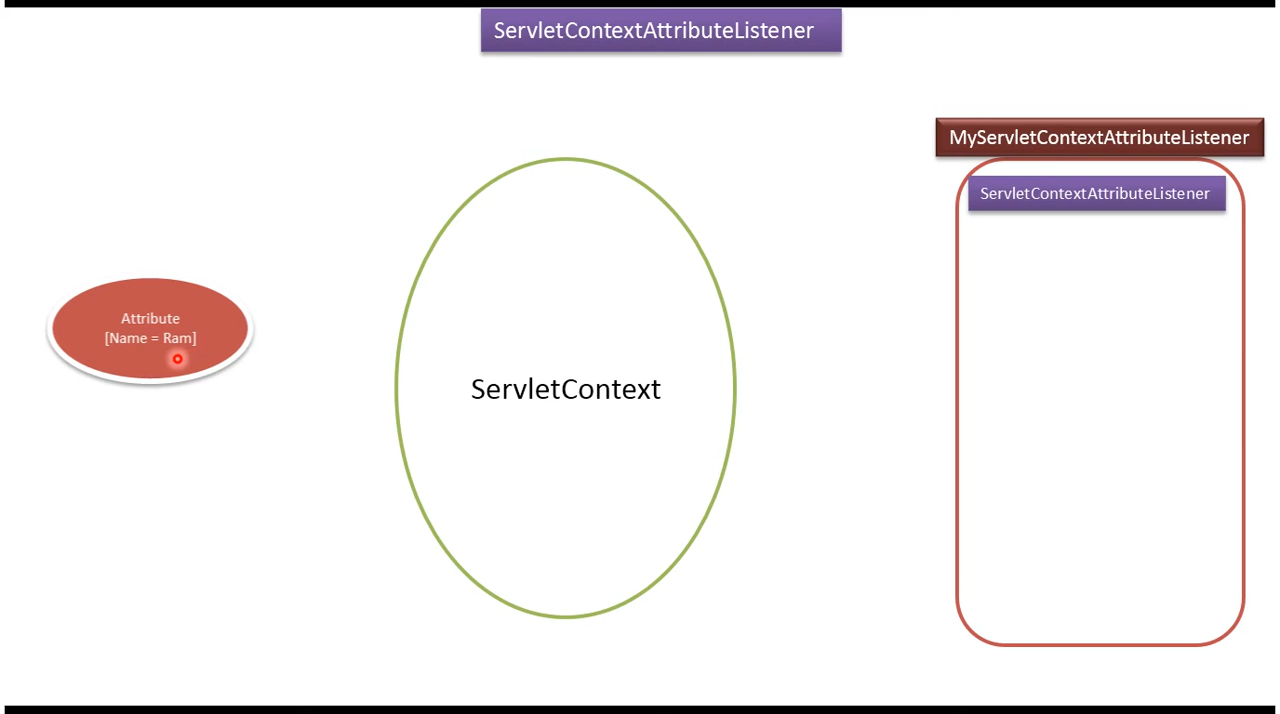 ServletContextAttributeListener
MyServletContextAttributeListener
ServletContextAttributeListener
Attribute
[Name = Ram]
ServletContext